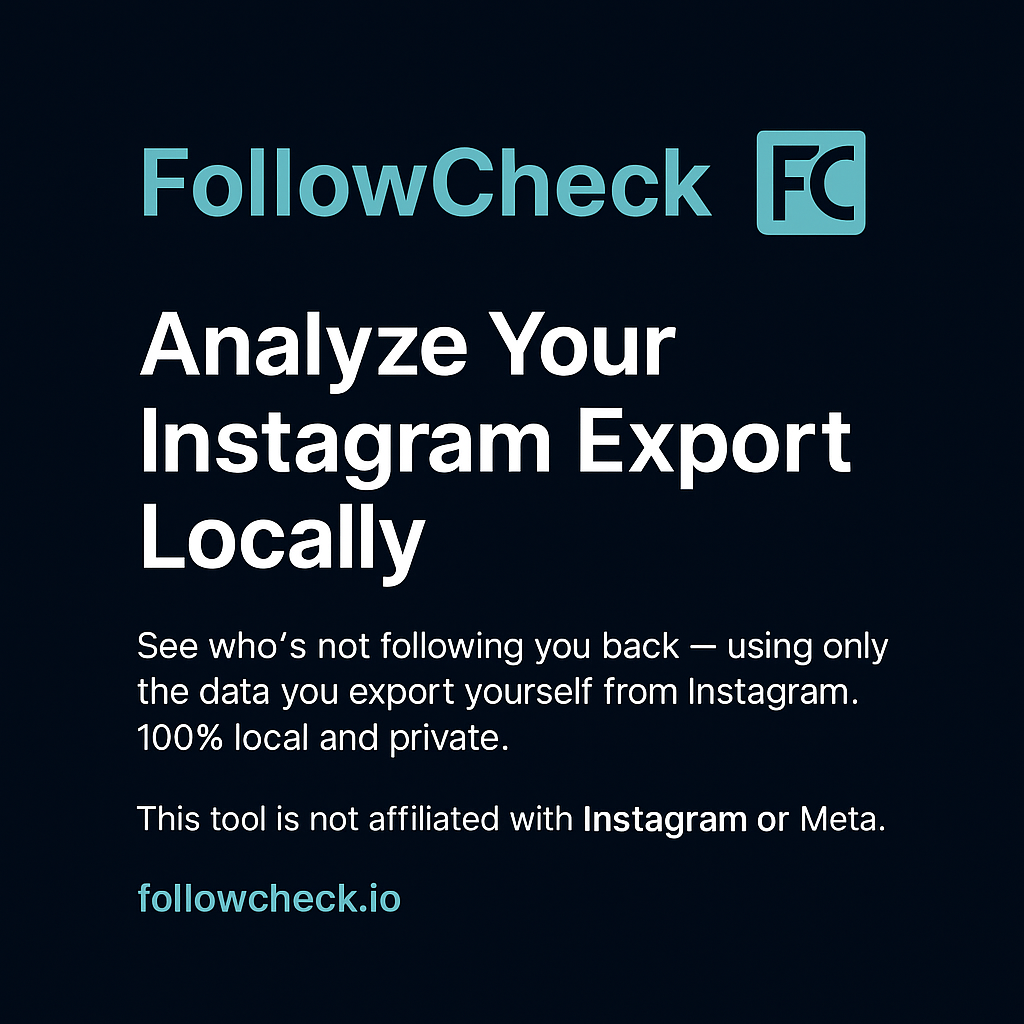 FollowCheck FC
Analyze Your
Instagram Export
Locally
See who's not following you back — using only
the data you export yourself from Instagram.
100% local and private.
This tool is not affiliated with Instagram or Meta.
followcheck.io